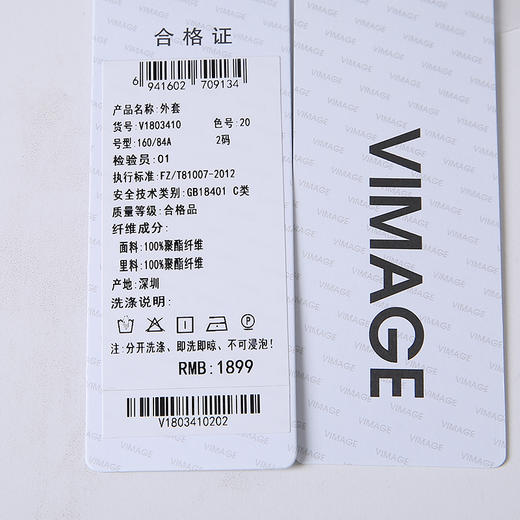 合格证
6 941602 709134
产品名称:外套
货号:V1803410 色号:20
号型:160/84A 2码
检验员:01
执行标准:FZ/T81007-2012
安全技术类别:GB18401 C类
质量等级:合格品
纤维成分:
面料:100%聚酯纤维
里料:100%聚酯纤维
产地:深圳
洗涤说明:
P
注:分开洗涤、即洗即晾、不可浸泡!
RMB:1899
V1803410202
VIMAGE